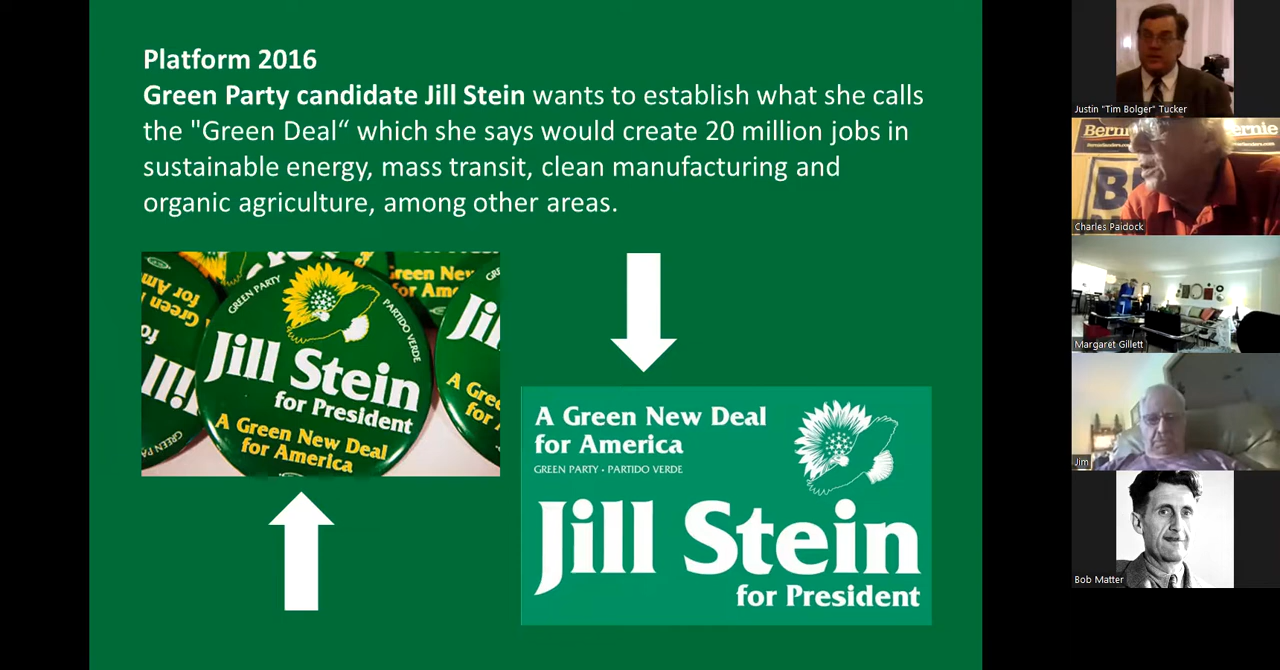 Platform 2016
Green Party candidate Jill Stein wants to establish what she calls
the "Green Deal“ which she says would create 20 million jobs in
sustainable energy, mass transit, clean manufacturing and
organic agriculture, among other areas.
GREEN PARTY
PARTIDO VERDE
Jill Stein
for President
A Green New Deal
for America
A Green New Deal
for America
GREEN PARTY • PARTIDO VERDE
Jill Stein
for President
Justin "Tim Bolger" Tucker
Charles Paidock
Margaret Gillett
Jim
Bob Matter